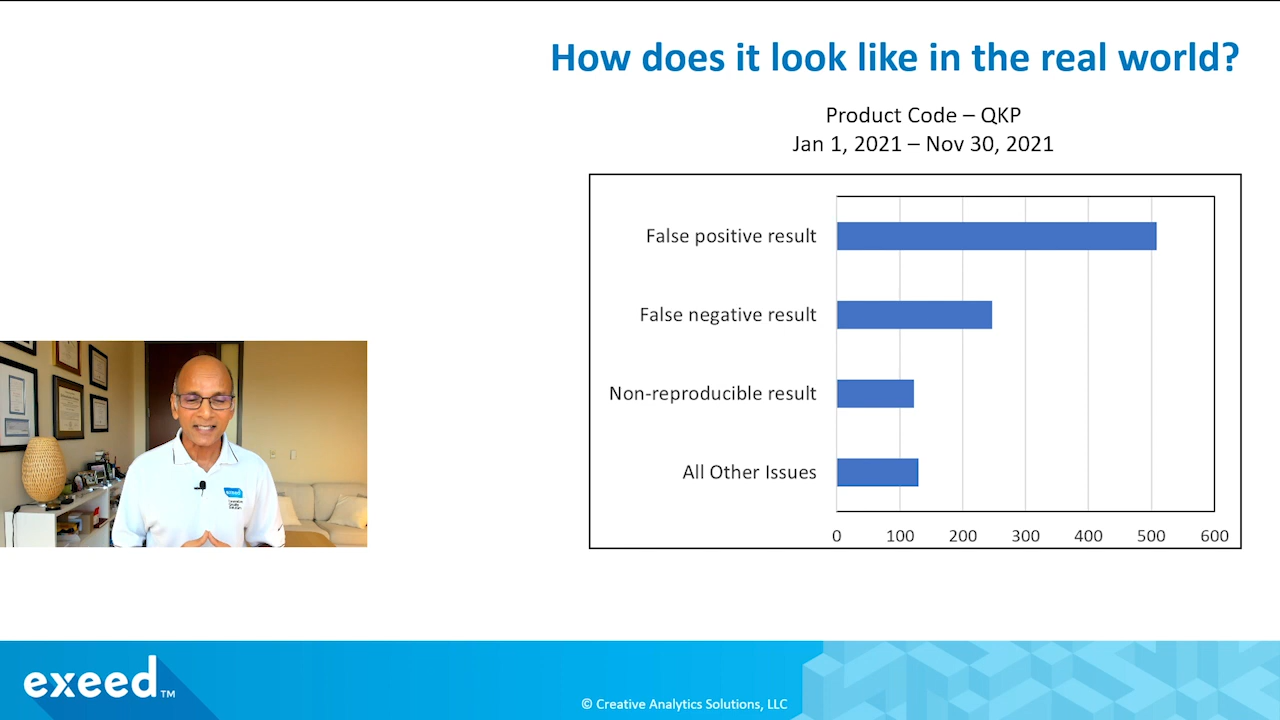 How does it look like in the real world?
Product Code – QKP
Jan 1, 2021 – Nov 30, 2021
False positive result
False negative result
Non-reproducible result
All Other Issues
0 100 200 300 400 500 600
exeed
exeed™
© Creative Analytics Solutions, LLC